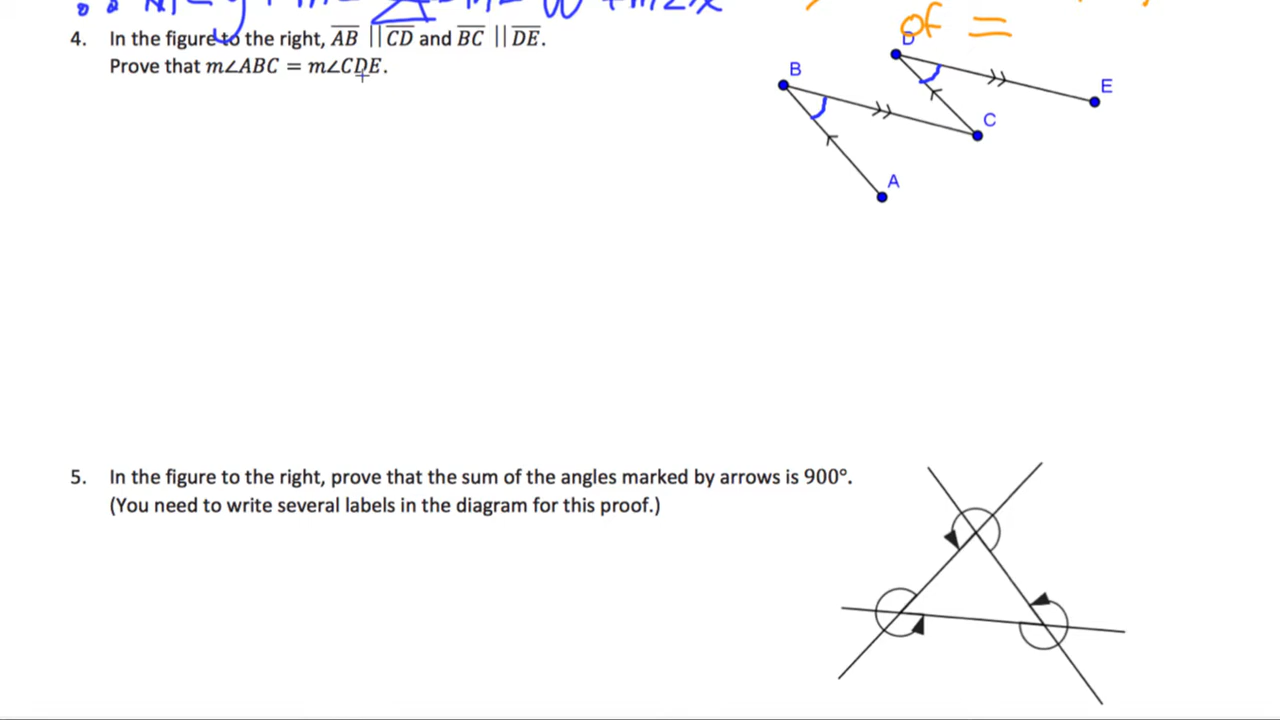 of =
4. In the figure to the right, AB || CD and BC || DE.
Prove that m∠ABC = m∠CDE.
D
B
E
C
A
5. In the figure to the right, prove that the sum of the angles marked by arrows is 900°.
(You need to write several labels in the diagram for this proof.)